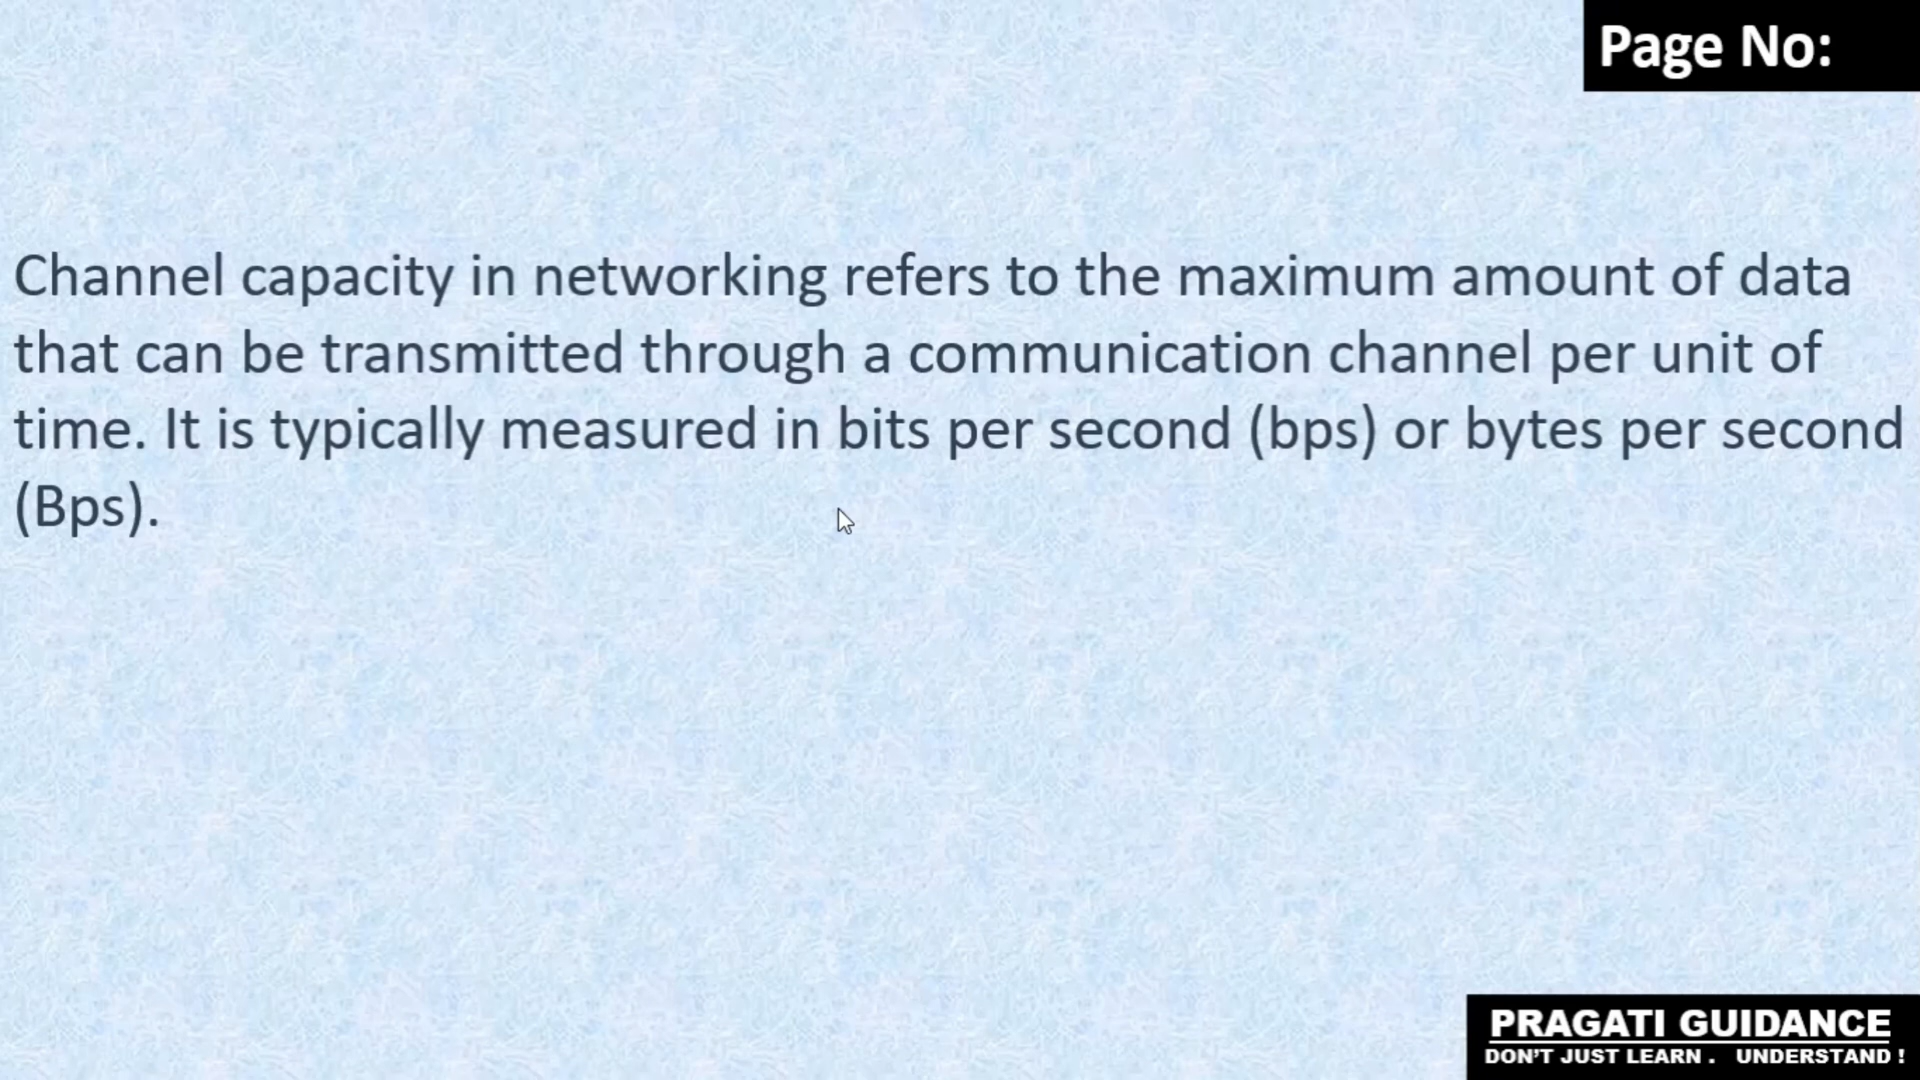 Page No:
Channel capacity in networking refers to the maximum amount of data
that can be transmitted through a communication channel per unit of
time. It is typically measured in bits per second (bps) or bytes per second
(Bps).
PRAGATI GUIDANCE
DON'T JUST LEARN . UNDERSTAND !